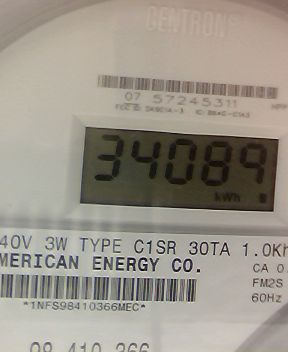 CENTRON®
07 57245311
34089
kWh
40V 3W TYPE C1SR 30TA 1.0Kh
MERICAN ENERGY CO.
CA 0.
FM2S
*1NFS98410366MEC*
60Hz
98 410 366